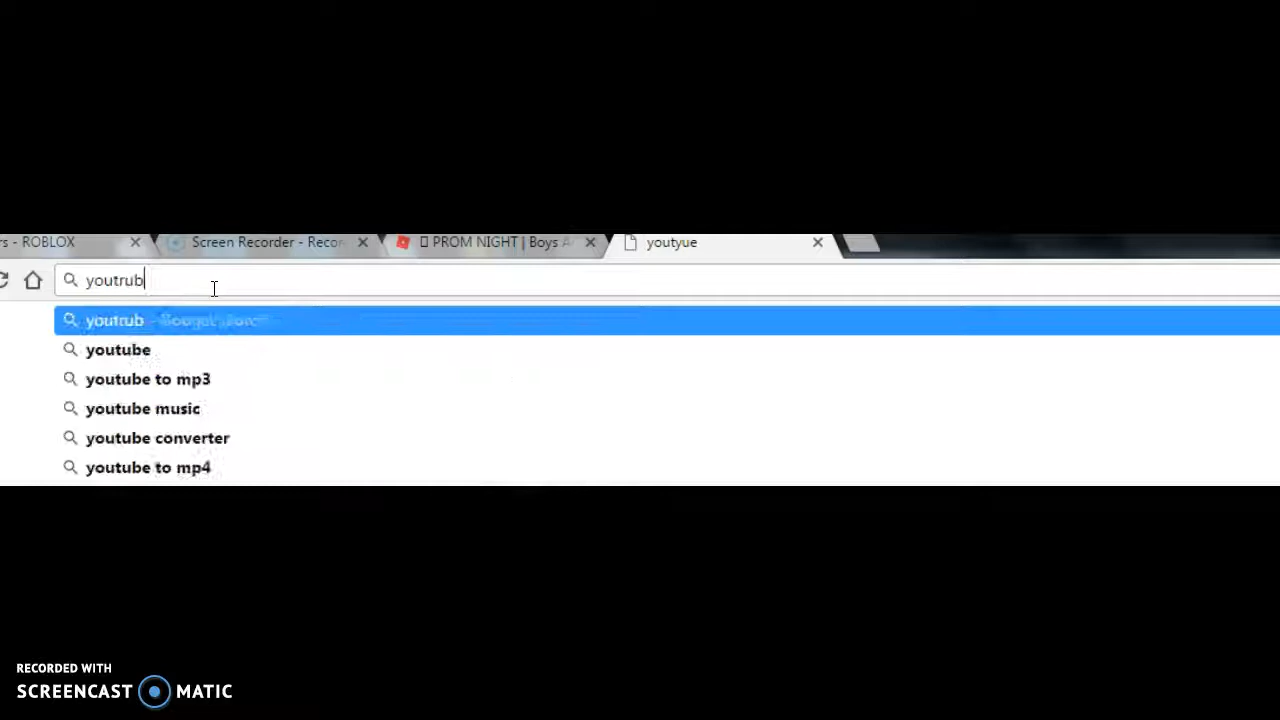 rs - ROBLOX
Screen Recorder - Recor
PROM NIGHT | Boys A
youtyue
youtrub
youtrub
youtube
youtube to mp3
youtube music
youtube converter
youtube to mp4
RECORDED WITH
SCREENCAST MATIC